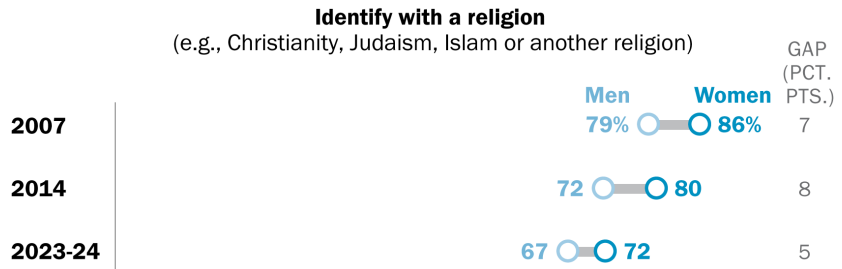 Identify with a religion
(e.g., Christianity, Judaism, Islam or another religion)
GAP
(PCT.
PTS.)
Men Women
2007 79% 86% 7
2014 72 80 8
2023-24 67 72 5